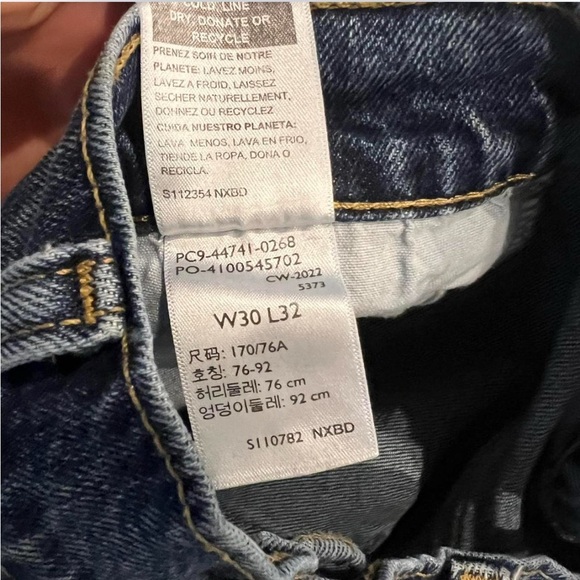 COLD, LINE
DRY, DONATE OR
RECYCLE
PRENEZ SOIN DE NOTRE
PLANETE: LAVEZ MOINS,
LAVEZ A FROID, LAISSEZ
SECHER NATURELLEMENT,
DONNEZ OU RECYCLEZ
CUIDA NUESTRO PLANETA:
LAVA MENOS, LAVA EN FRIO,
TIENDE LA ROPA, DONA O
RECICLA.
S112354 NXBD
PC9-44741-0268
PO-4100545702
CW-2022
5373
W30 L32
尺码: 170/76A
호칭: 76-92
허리둘레: 76 cm
엉덩이둘레: 92 cm
S110782 NXBD